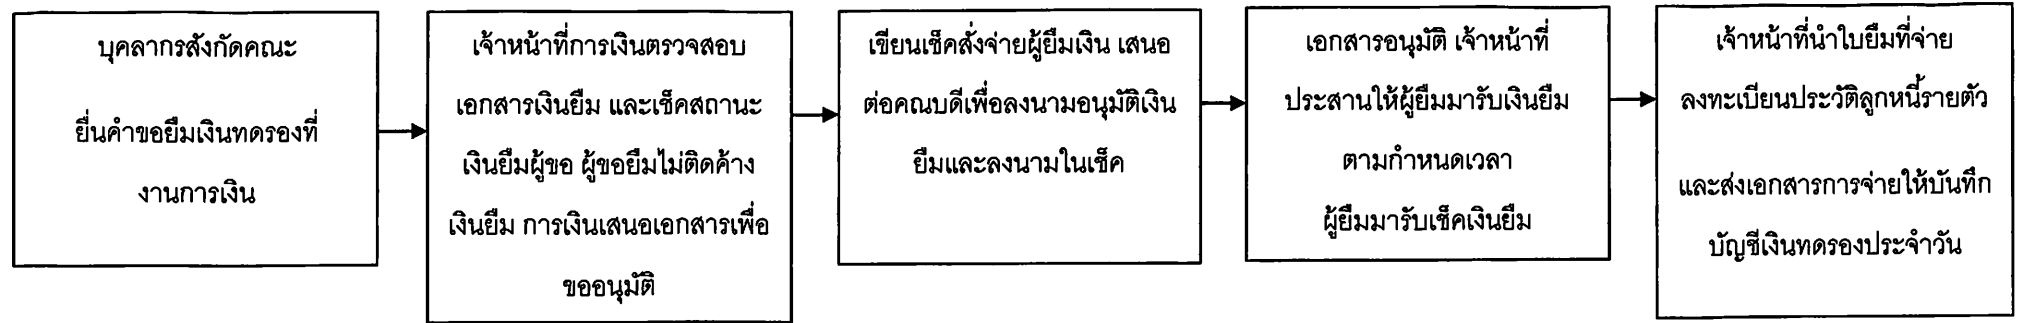 บุคลากรสังกัดคณะ
ยื่นคำขอยืมเงินทดรองที่
งานการเงิน
เจ้าหน้าที่การเงินตรวจสอบ
เอกสารเงินยืม และเช็คสถานะ
เงินยืมผู้ขอ ผู้ขอยืมไม่ติดค้าง
เงินยืม การเงินเสนอเอกสารเพื่อ
ขออนุมัติ
เขียนเช็คสั่งจ่ายผู้ยืมเงิน เสนอ
ต่อคณบดีเพื่อลงนามอนุมัติเงิน
ยืมและลงนามในเช็ค
เอกสารอนุมัติ เจ้าหน้าที่
ประสานให้ผู้ยืมมารับเงินยืม
ตามกำหนดเวลา
ผู้ยืมมารับเช็คเงินยืม
เจ้าหน้าที่นำใบยืมที่จ่าย
ลงทะเบียนประวัติลูกหนี้รายตัว
และส่งเอกสารการจ่ายให้บันทึก
บัญชีเงินทดรองประจำวัน